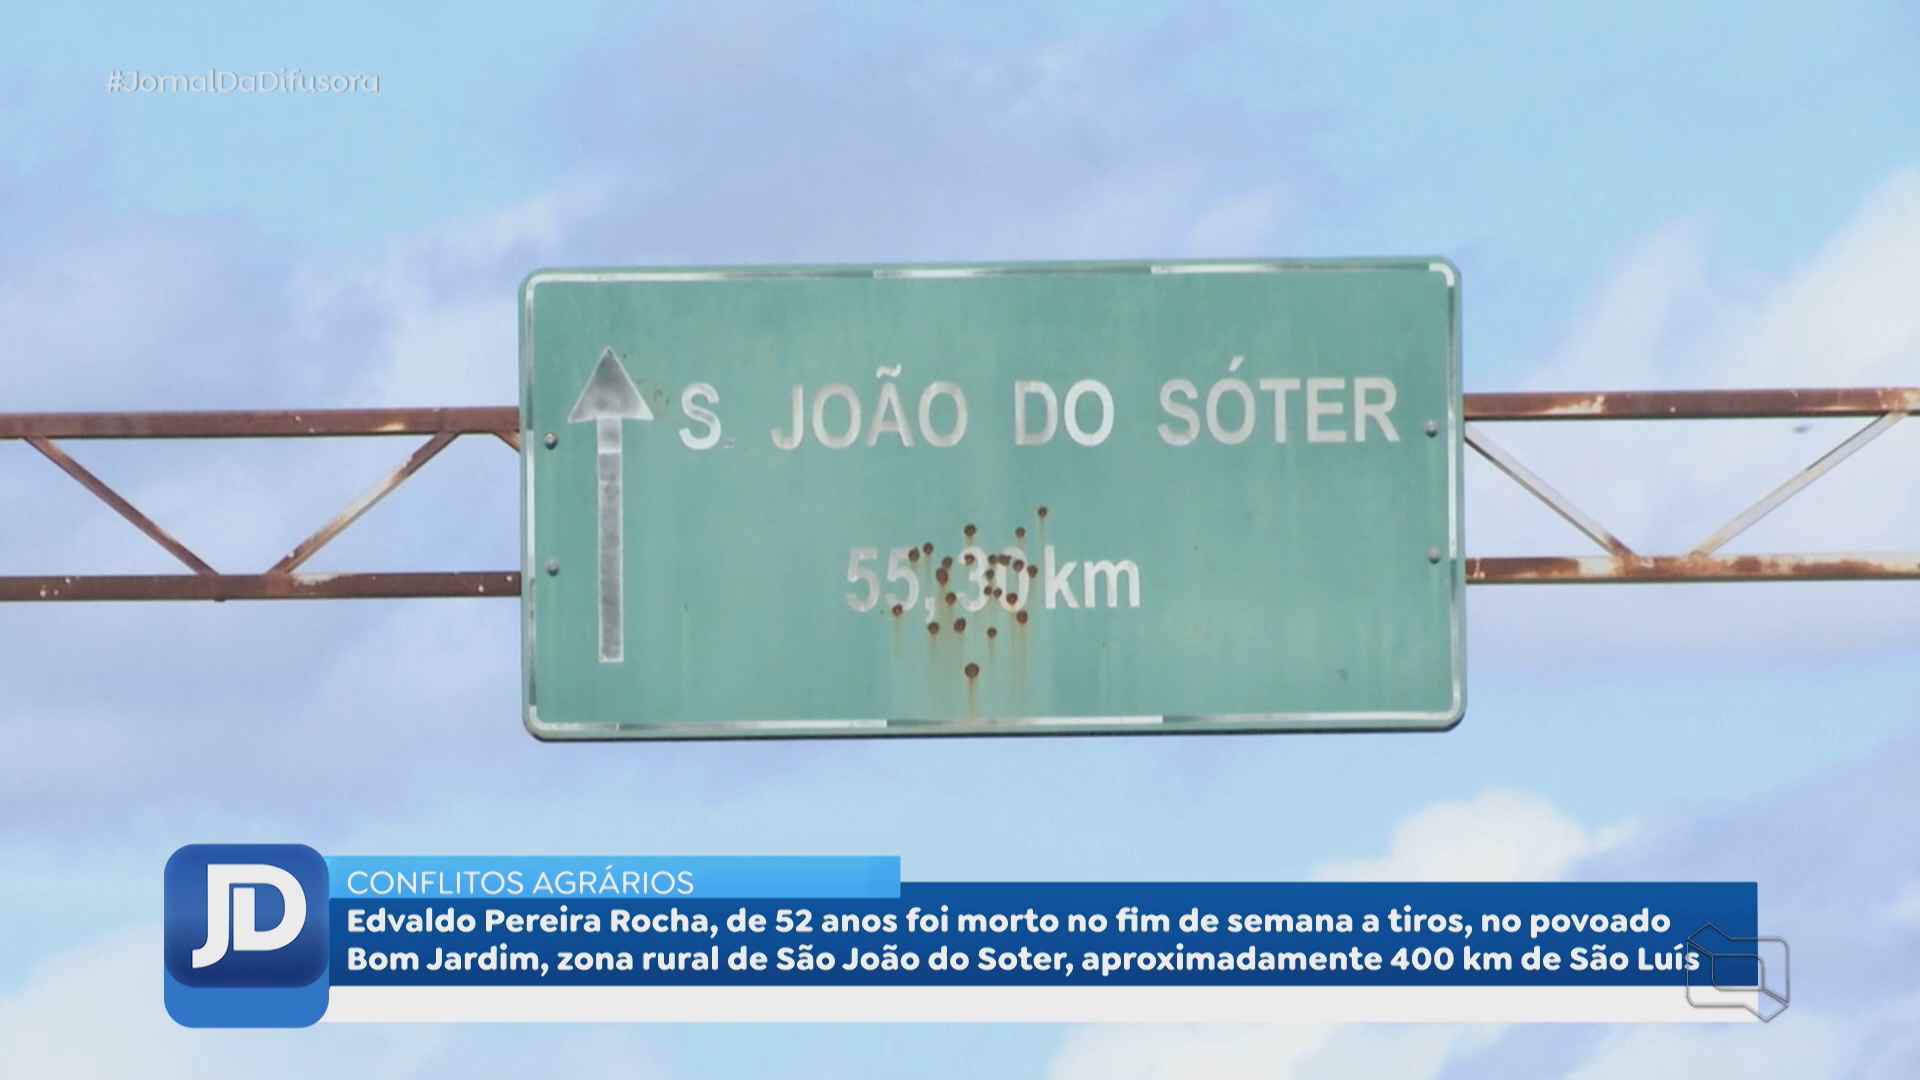 #JornalDaDifusora
S. JOÃO DO SÓTER
55,30 km
JD
CONFLITOS AGRÁRIOS
Edvaldo Pereira Rocha, de 52 anos foi morto no fim de semana a tiros, no povoado
Bom Jardim, zona rural de São João do Soter, aproximadamente 400 km de São Luís